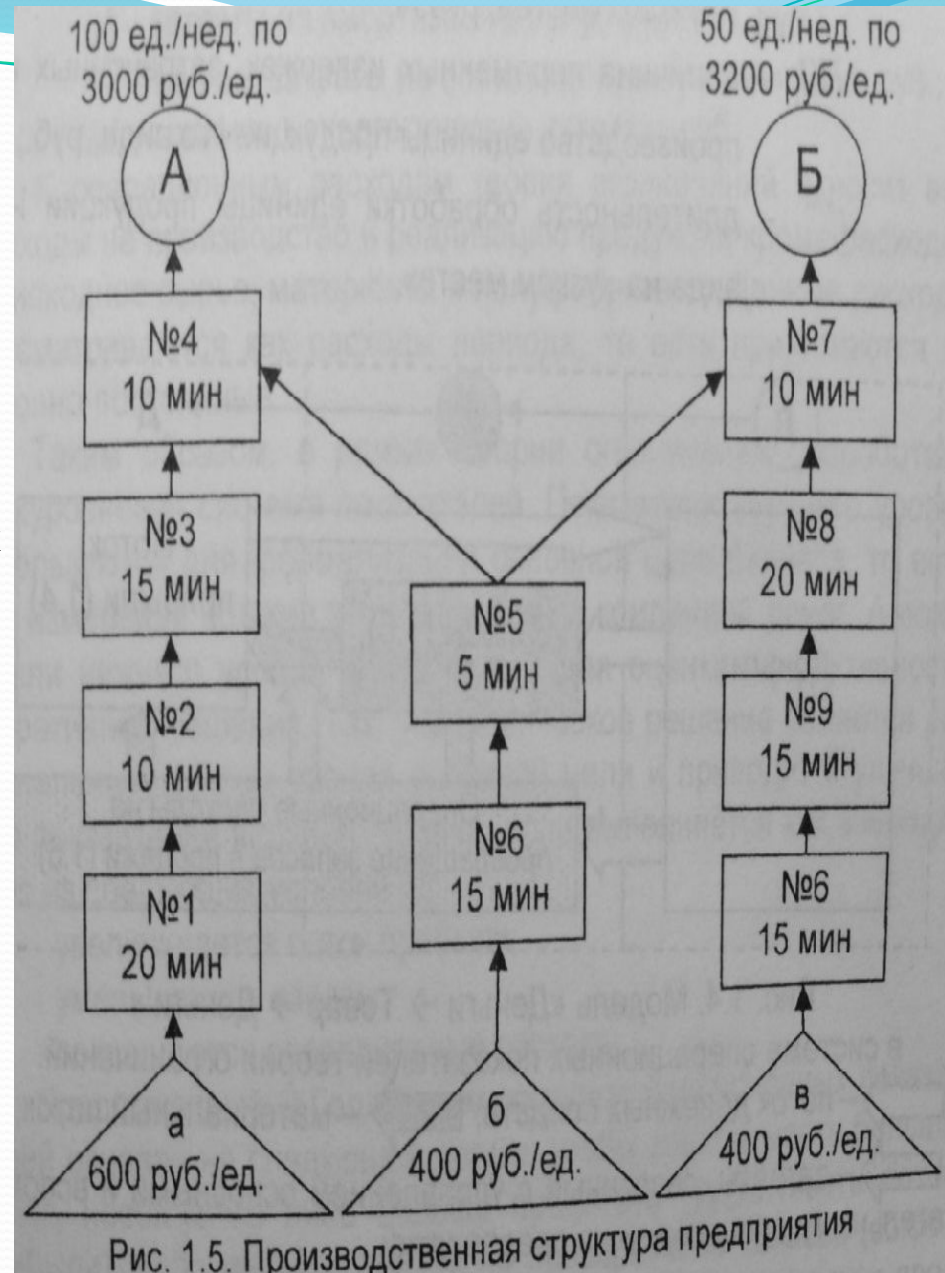 100 ед./нед. по
3000 руб./ед.
50 ед./нед. по
3200 руб./ед.
А
Б
№4
10 мин
№7
10 мин
№3
15 мин
№8
20 мин
№5
5 мин
№2
10 мин
№9
15 мин
№6
15 мин
№1
20 мин
№6
15 мин
а
600 руб./ед.
б
400 руб./ед.
в
400 руб./ед.
Рис. 1.5. Производственная структура предприятия